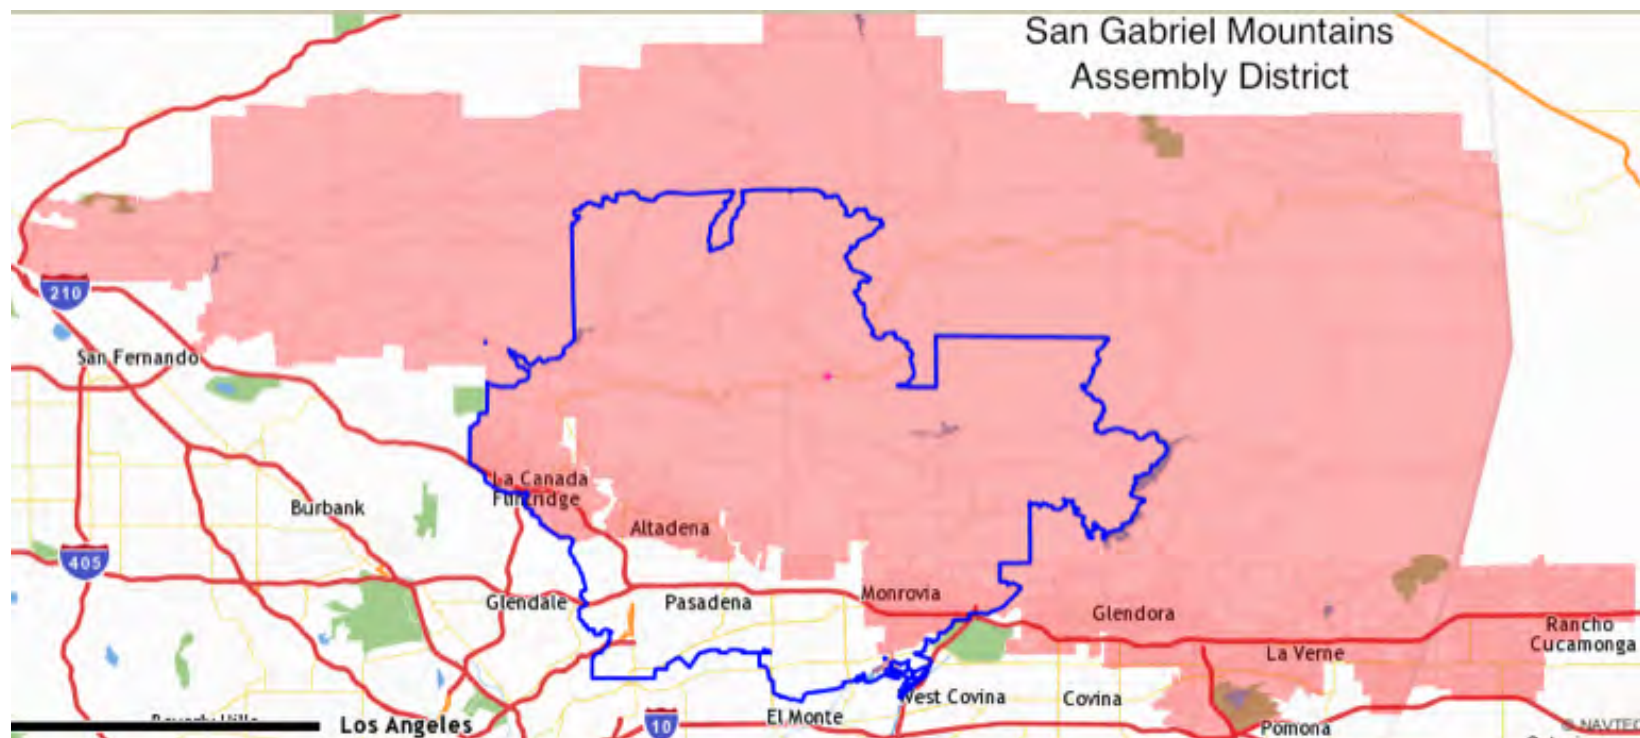 San Gabriel Mountains
Assembly District
210
San Fernando
La Canada
Burbank
Altadena
405
Glendale
Pasadena
Monrovia
Glendora
Rancho
Cucamonga
La Verne
West Covina
Covina
Los Angeles
10
El Monte
Pomona
© NAVTEQ